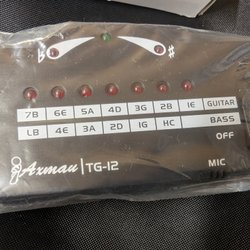 b #
7B 6E 5A 4D 3G 2B 1E GUITAR
LB 4E 3A 2D 1G HC BASS
OFF
Axman TG-12 MIC